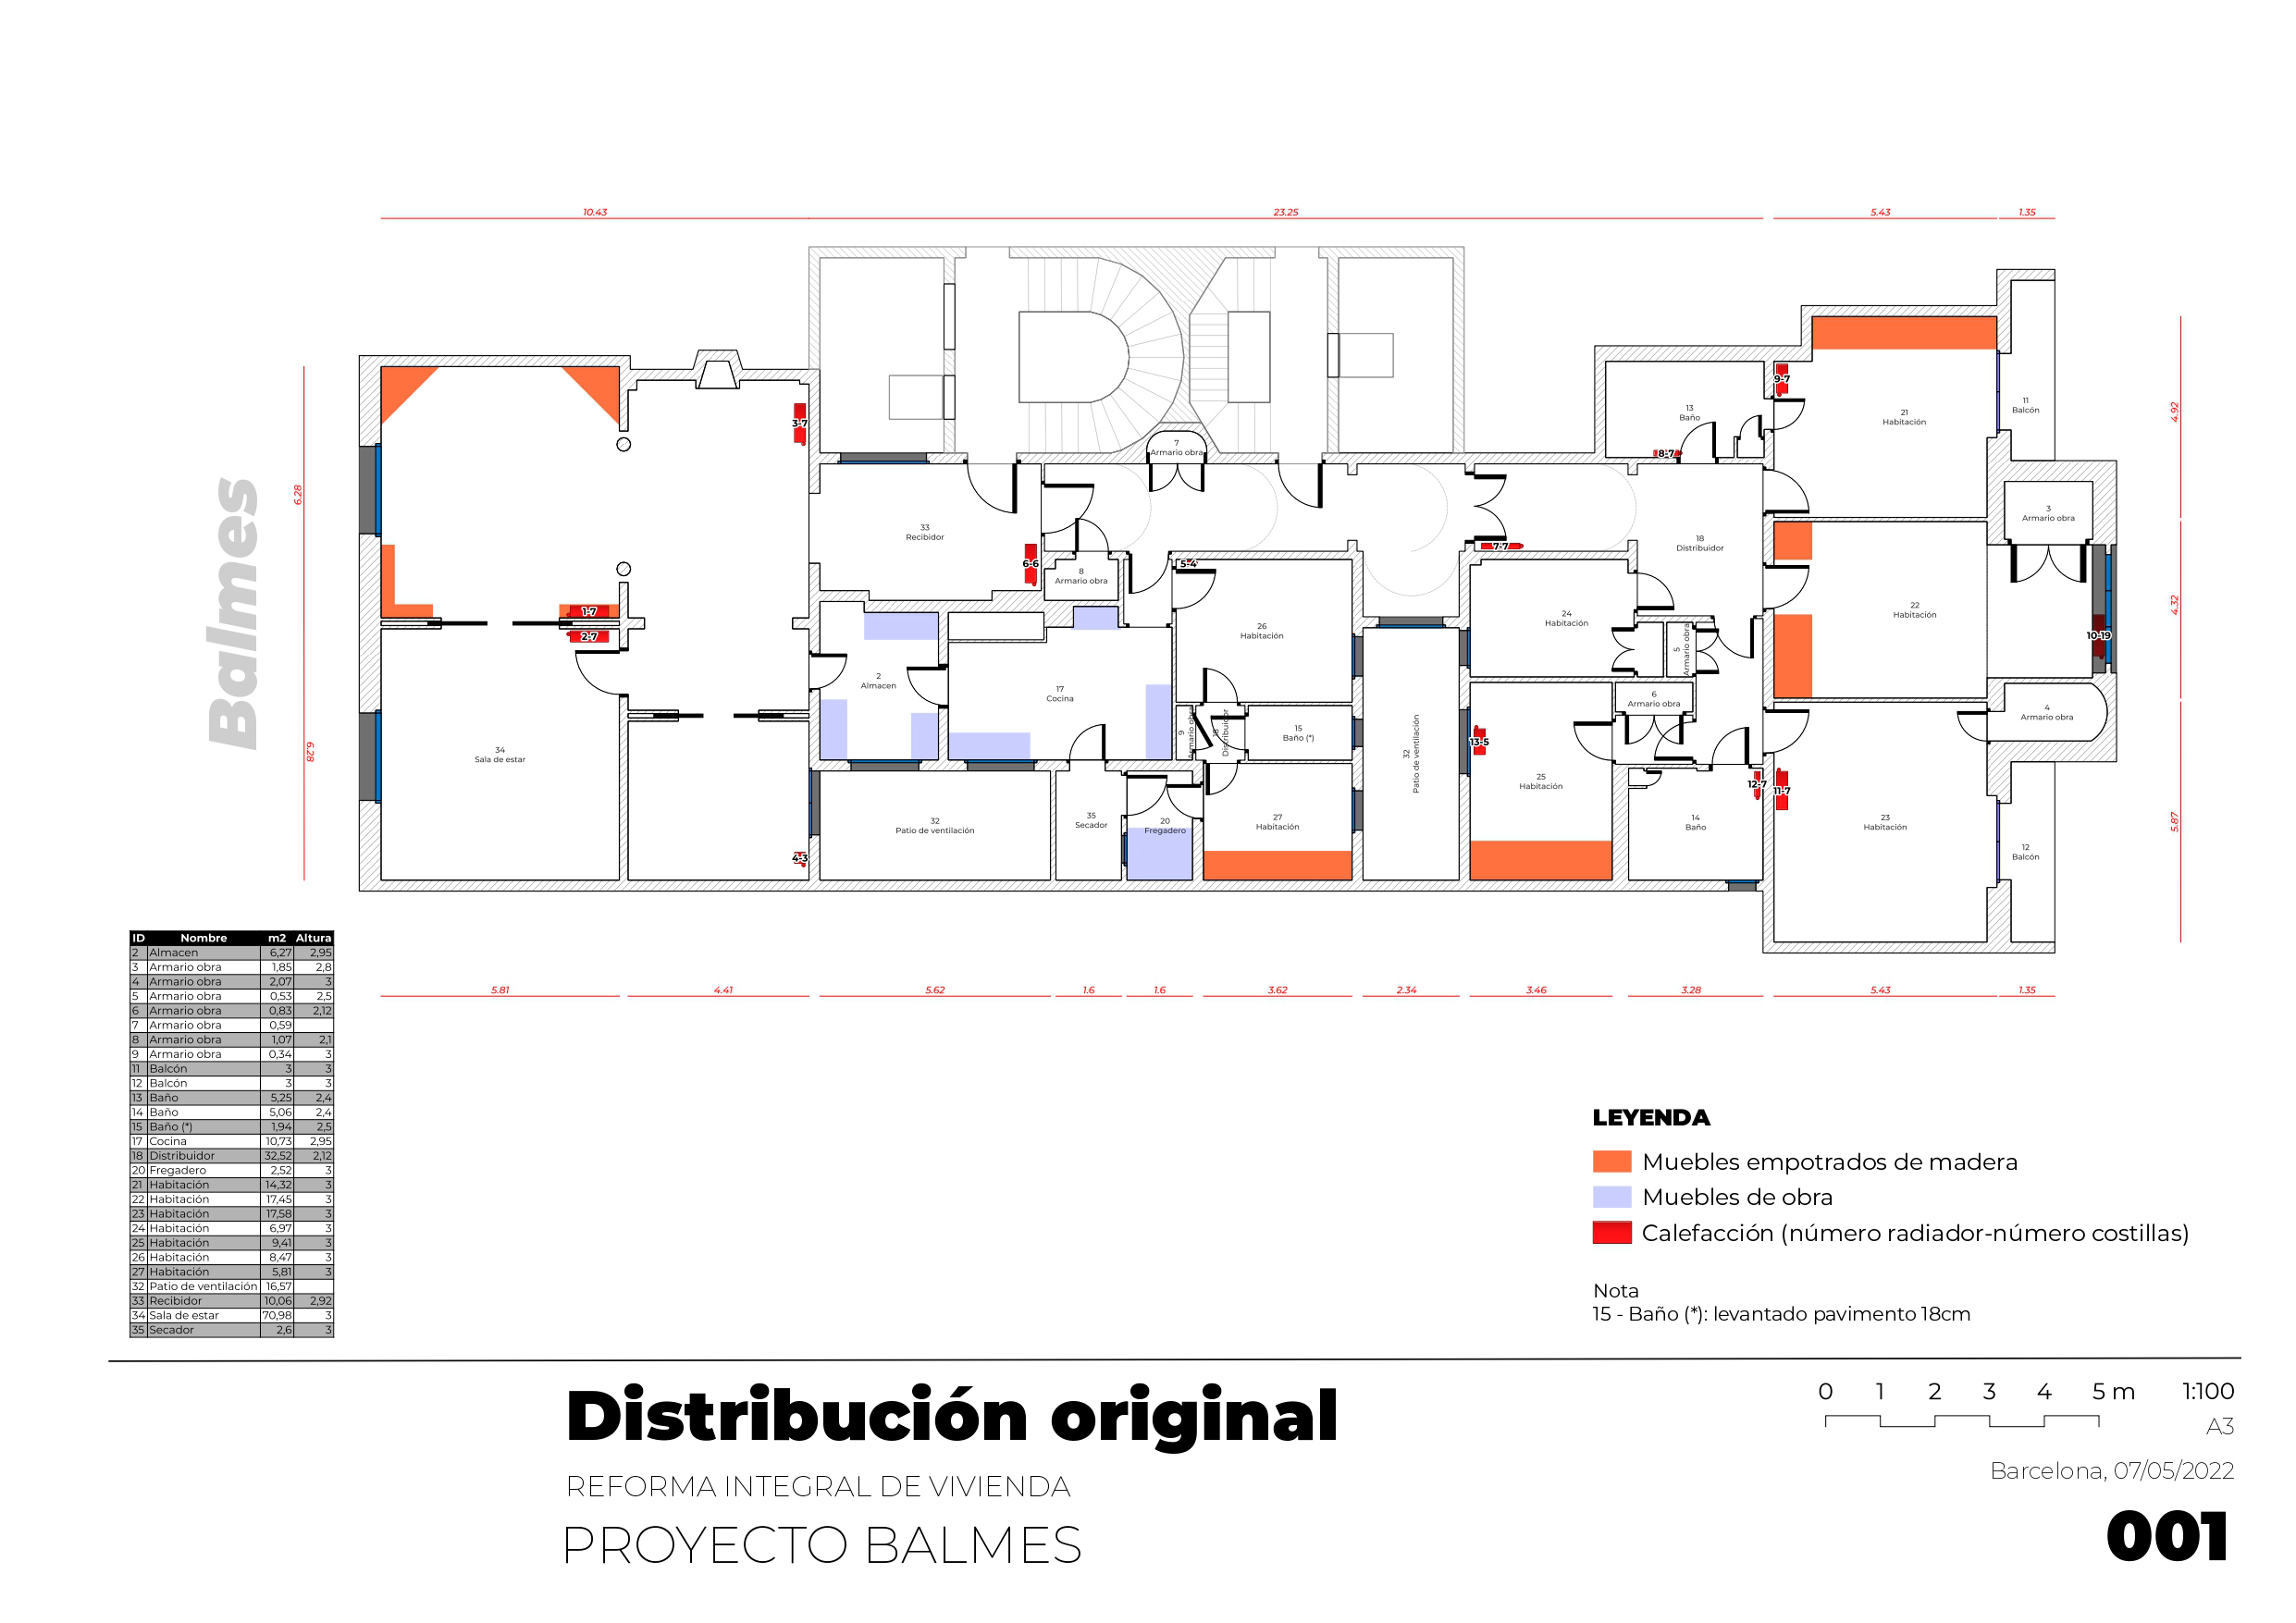 10.43
23.25
5.43
1.35
Balmes
6.28
6.28
4.92
4.32
5.87
3-7
1-7
2-7
4-3
6-6
5-4
7-7
8-7
9-7
10-19
11-7
12-7
13-5
7
Armario obra
13
Baño
21
Habitación
11
Balcón
3
Armario obra
33
Recibidor
18
Distribuidor
8
Armario obra
22
Habitación
24
Habitación
26
Habitación
5
Armario obra
2
Almacen
17
Cocina
6
Armario obra
4
Armario obra
9
Armario obra
18
Distribuidor
15
Baño (*)
32
Patio de ventilación
34
Sala de estar
25
Habitación
32
Patio de ventilación
35
Secador
20
Fregadero
27
Habitación
14
Baño
23
Habitación
12
Balcón
5.81
4.41
5.62
1.6
1.6
3.62
2.34
3.46
3.28
5.43
1.35
ID Nombre m2 Altura
2 Almacen 6,27 2,95
3 Armario obra 1,85 2,8
4 Armario obra 2,07 3
5 Armario obra 0,53 2,5
6 Armario obra 0,83 2,12
7 Armario obra 0,59
8 Armario obra 1,07 2,1
9 Armario obra 0,34 3
11 Balcón 3 3
12 Balcón 3 3
13 Baño 5,25 2,4
14 Baño 5,06 2,4
15 Baño (*) 1,94 2,5
17 Cocina 10,73 2,95
18 Distribuidor 32,52 2,12
20 Fregadero 2,52 3
21 Habitación 14,32 3
22 Habitación 17,45 3
23 Habitación 17,58 3
24 Habitación 6,97 3
25 Habitación 9,41 3
26 Habitación 8,47 3
27 Habitación 5,81 3
32 Patio de ventilación 16,57
33 Recibidor 10,06 2,92
34 Sala de estar 70,98 3
35 Secador 2,6 3
LEYENDA
Muebles empotrados de madera
Muebles de obra
Calefacción (número radiador-número costillas)
Nota
15 - Baño (*): levantado pavimento 18cm
Distribución original
REFORMA INTEGRAL DE VIVIENDA
PROYECTO BALMES
0 1 2 3 4 5 m 1:100
A3
Barcelona, 07/05/2022
001